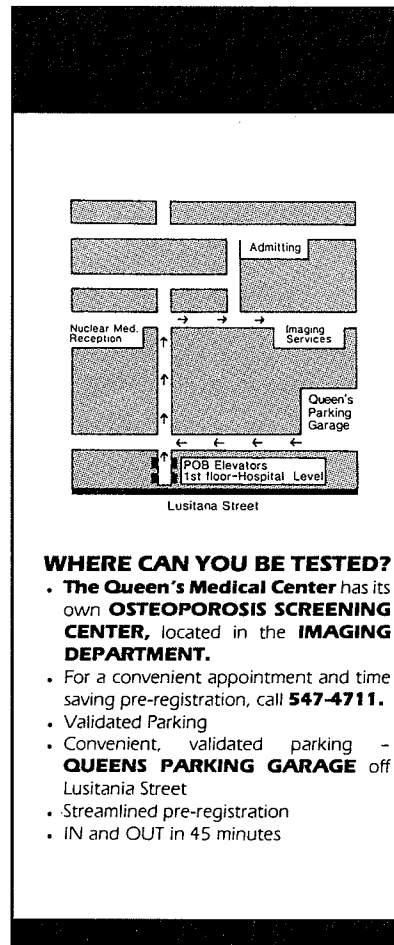 Admitting
Nuclear Med.
Reception
Imaging
Services
Queen's
Parking
Garage
POB Elevators
1st floor-Hospital Level
Lusitana Street
WHERE CAN YOU BE TESTED?
• The Queen's Medical Center has its
own OSTEOPOROSIS SCREENING
CENTER, located in the IMAGING
DEPARTMENT.
• For a convenient appointment and time
saving pre-registration, call 547-4711.
• Validated Parking
• Convenient, validated parking –
QUEENS PARKING GARAGE off
Lusitania Street
• Streamlined pre-registration
• IN and OUT in 45 minutes